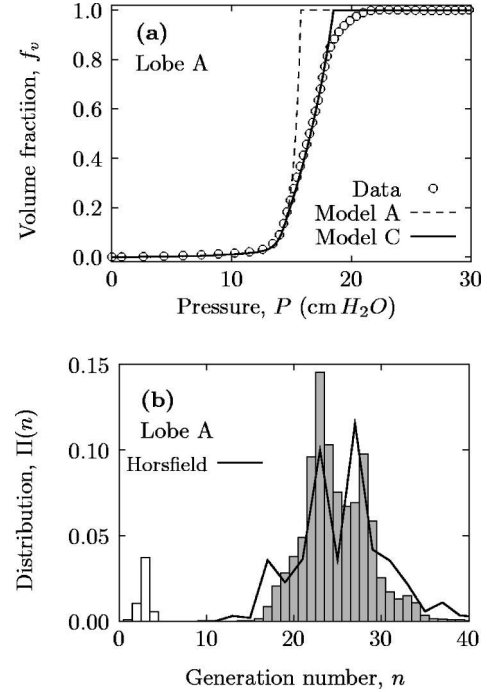 (a)
Lobe A
Volume fractiion, f_v
1.0
0.8
0.6
0.4
0.2
0.0
Data
Model A
Model C
0
10
20
30
Pressure, P (cm H₂O)
(b)
Lobe A
Horsfield
Distribution, Π(n)
0.15
0.10
0.05
0.00
0
10
20
30
40
Generation number, n